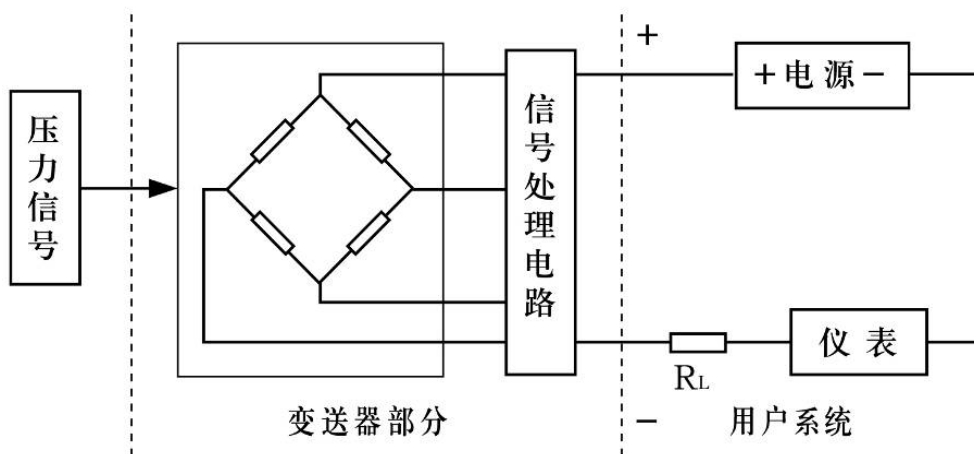 压力信号
信号处理电路
+
+电源-
仪表
RL
变送器部分
-
用户系统